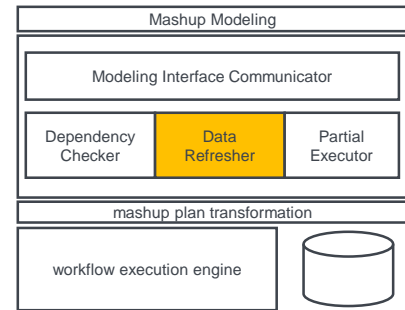 Mashup Modeling
Modeling Interface Communicator
Dependency
Checker
Data
Refresher
Partial
Executor
mashup plan transformation
workflow execution engine